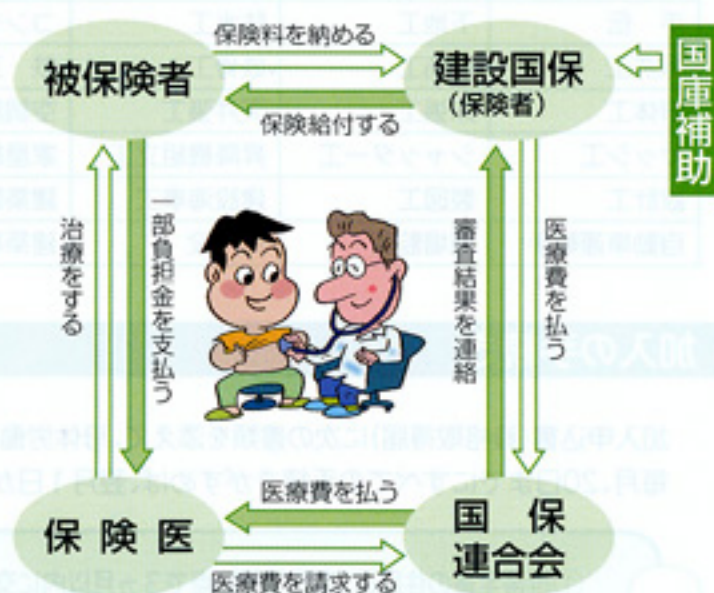 保険料を納める
被保険者
建設国保
（保険者）
国庫補助
保険給付する
治療をする
一部負担金を支払う
審査結果を連絡
医療費を払う
医療費を払う
保険医
国保
連合会
医療費を請求する